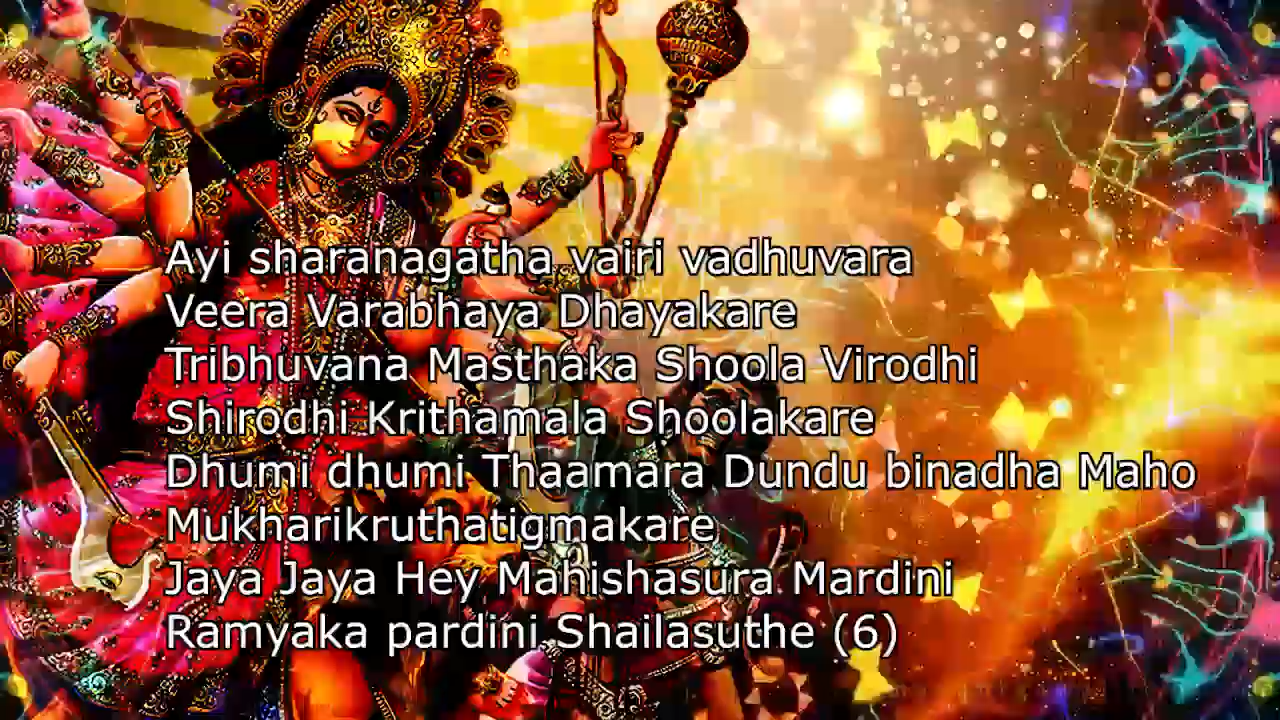 Ayi sharanagatha vairi vadhuvara
Veera Varabhaya Dhayakare
Tribhuvana Masthaka Shoola Virodhi
Shirodhi Krithamala Shoolakare
Dhumi dhumi Thaamara Dundu binadha Maho
Mukharikruthatigmakare
Jaya Jaya Hey Mahishasura Mardini
Ramyaka pardini Shailasuthe (6)